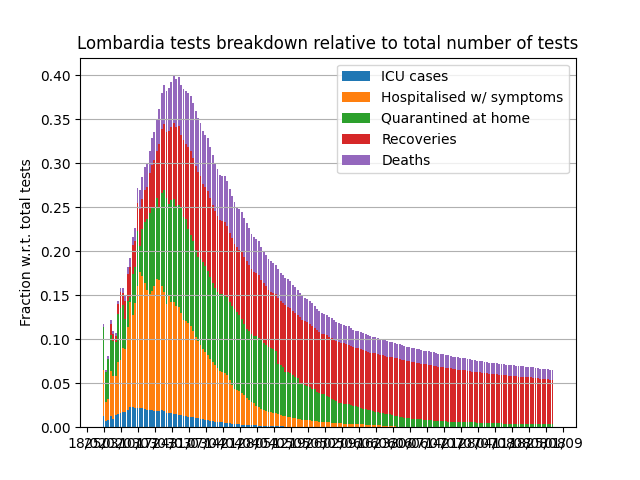 Lombardia tests breakdown relative to total number of tests
ICU cases
Hospitalised w/ symptoms
Quarantined at home
Recoveries
Deaths
Fraction w.r.t. total tests
0.40
0.35
0.30
0.25
0.20
0.15
0.10
0.05
0.00